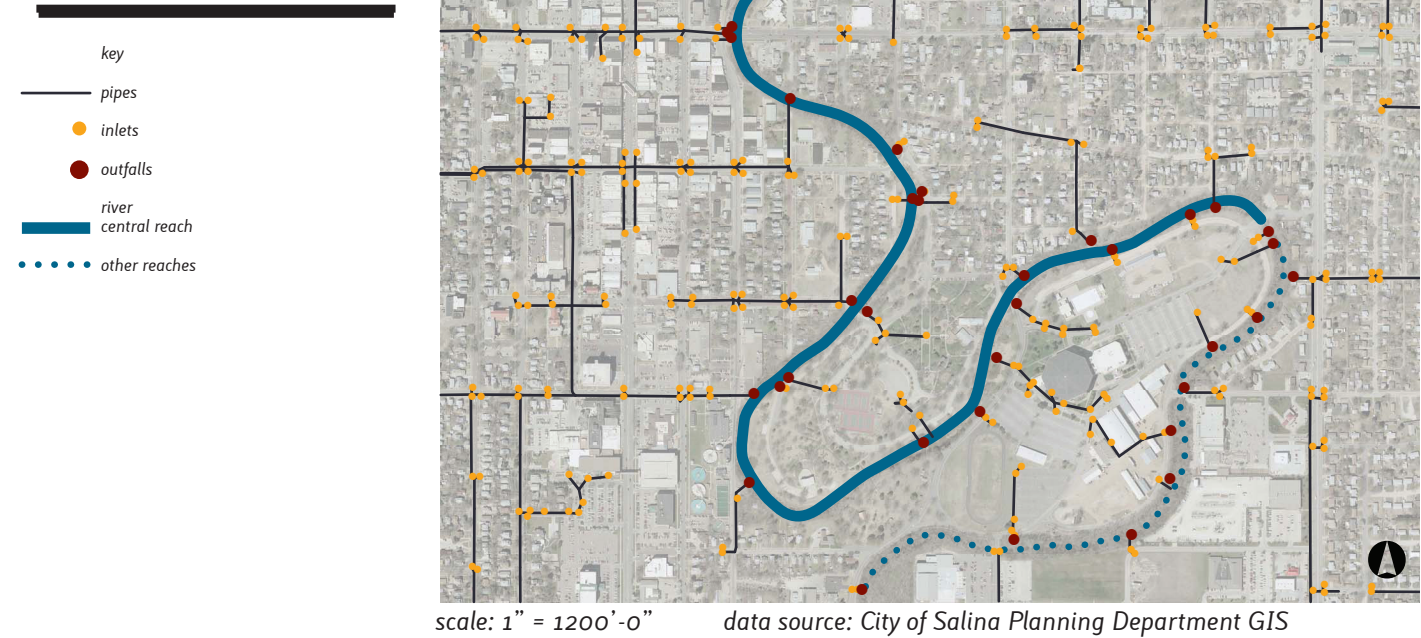 key
pipes
inlets
outfalls
river
central reach
other reaches
scale: 1” = 1200’-0”
data source: City of Salina Planning Department GIS